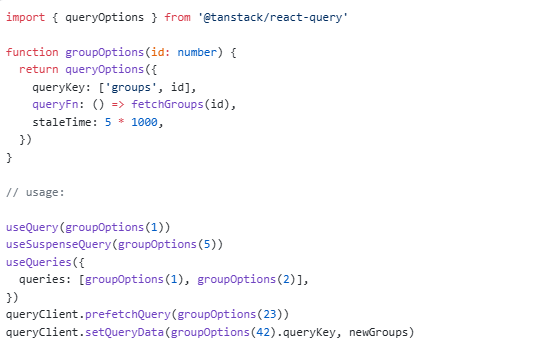 import { queryOptions } from '@tanstack/react-query'
function groupOptions(id: number) {
return queryOptions({
queryKey: ['groups', id],
queryFn: () => fetchGroups(id),
staleTime: 5 * 1000,
})
}
// usage:
useQuery(groupOptions(1))
useSuspenseQuery(groupOptions(5))
useQueries({
queries: [groupOptions(1), groupOptions(2)],
})
queryClient.prefetchQuery(groupOptions(23))
queryClient.setQueryData(groupOptions(42).queryKey, newGroups)